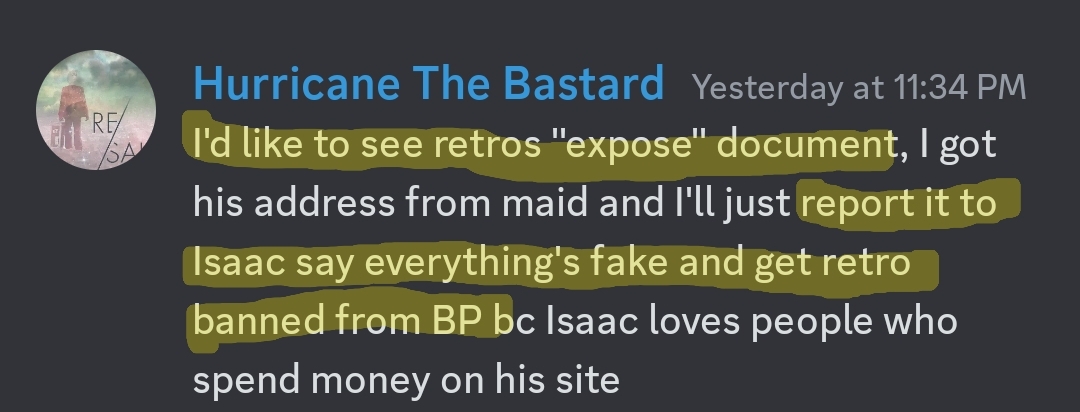 Hurricane The Bastard Yesterday at 11:34 PM
I'd like to see retros "expose" document, I got
his address from maid and I'll just report it to
Isaac say everything's fake and get retro
banned from BP bc Isaac loves people who
spend money on his site
RE/
/SA